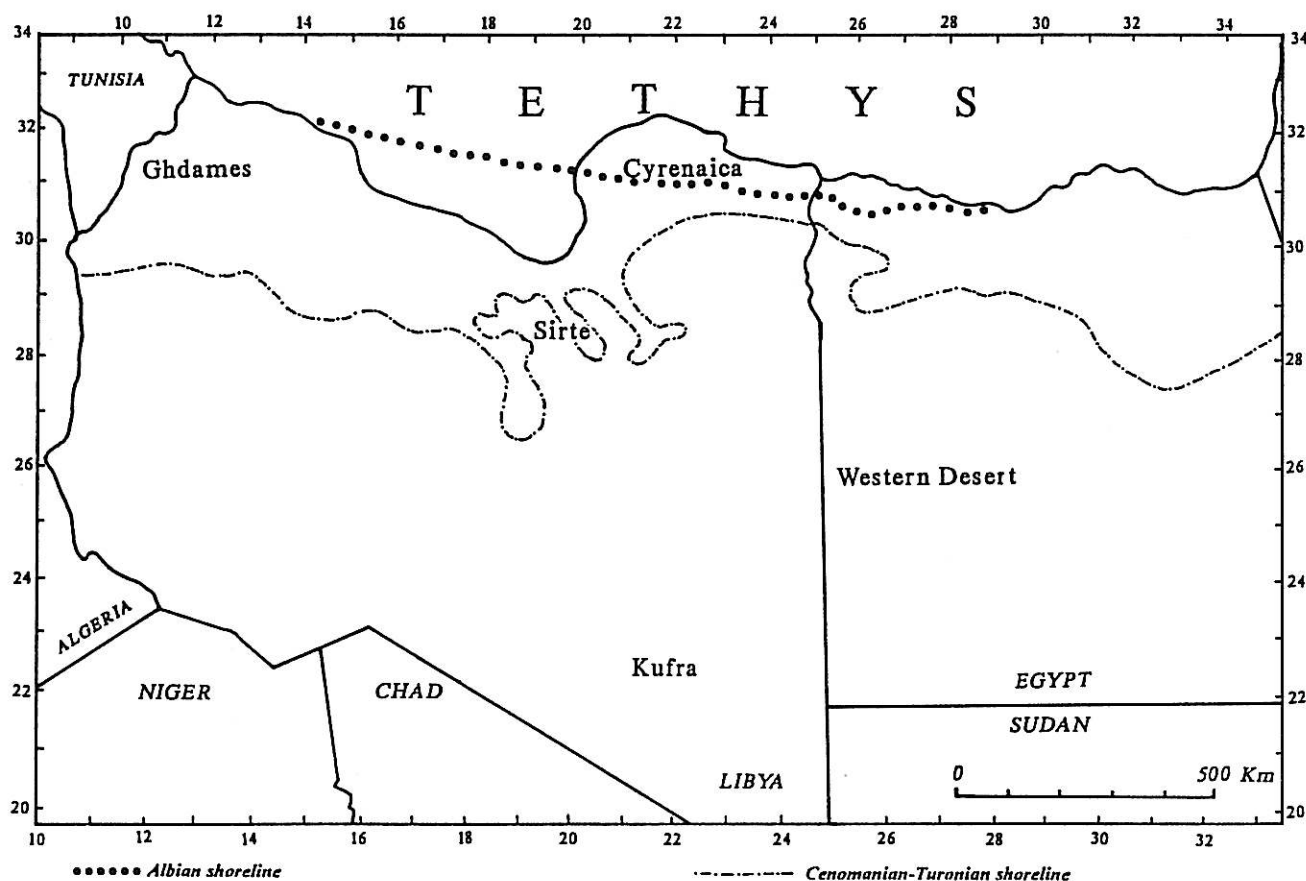 10 12 14 16 18 20 22 24 26 28 30 32 34
34 34
TUNISIA
T E T H Y S
32 32
Ghdames Cyrenaica
30 30
Sirte
28 28
26 Western Desert 26
24 24
ALGERIA
Kufra
22 NIGER CHAD EGYPT 22
SUDAN
LIBYA 0 500 Km
20 20
10 12 14 16 18 20 22 24 26 28 30 32
Albian shoreline Cenomanian-Turonian shoreline